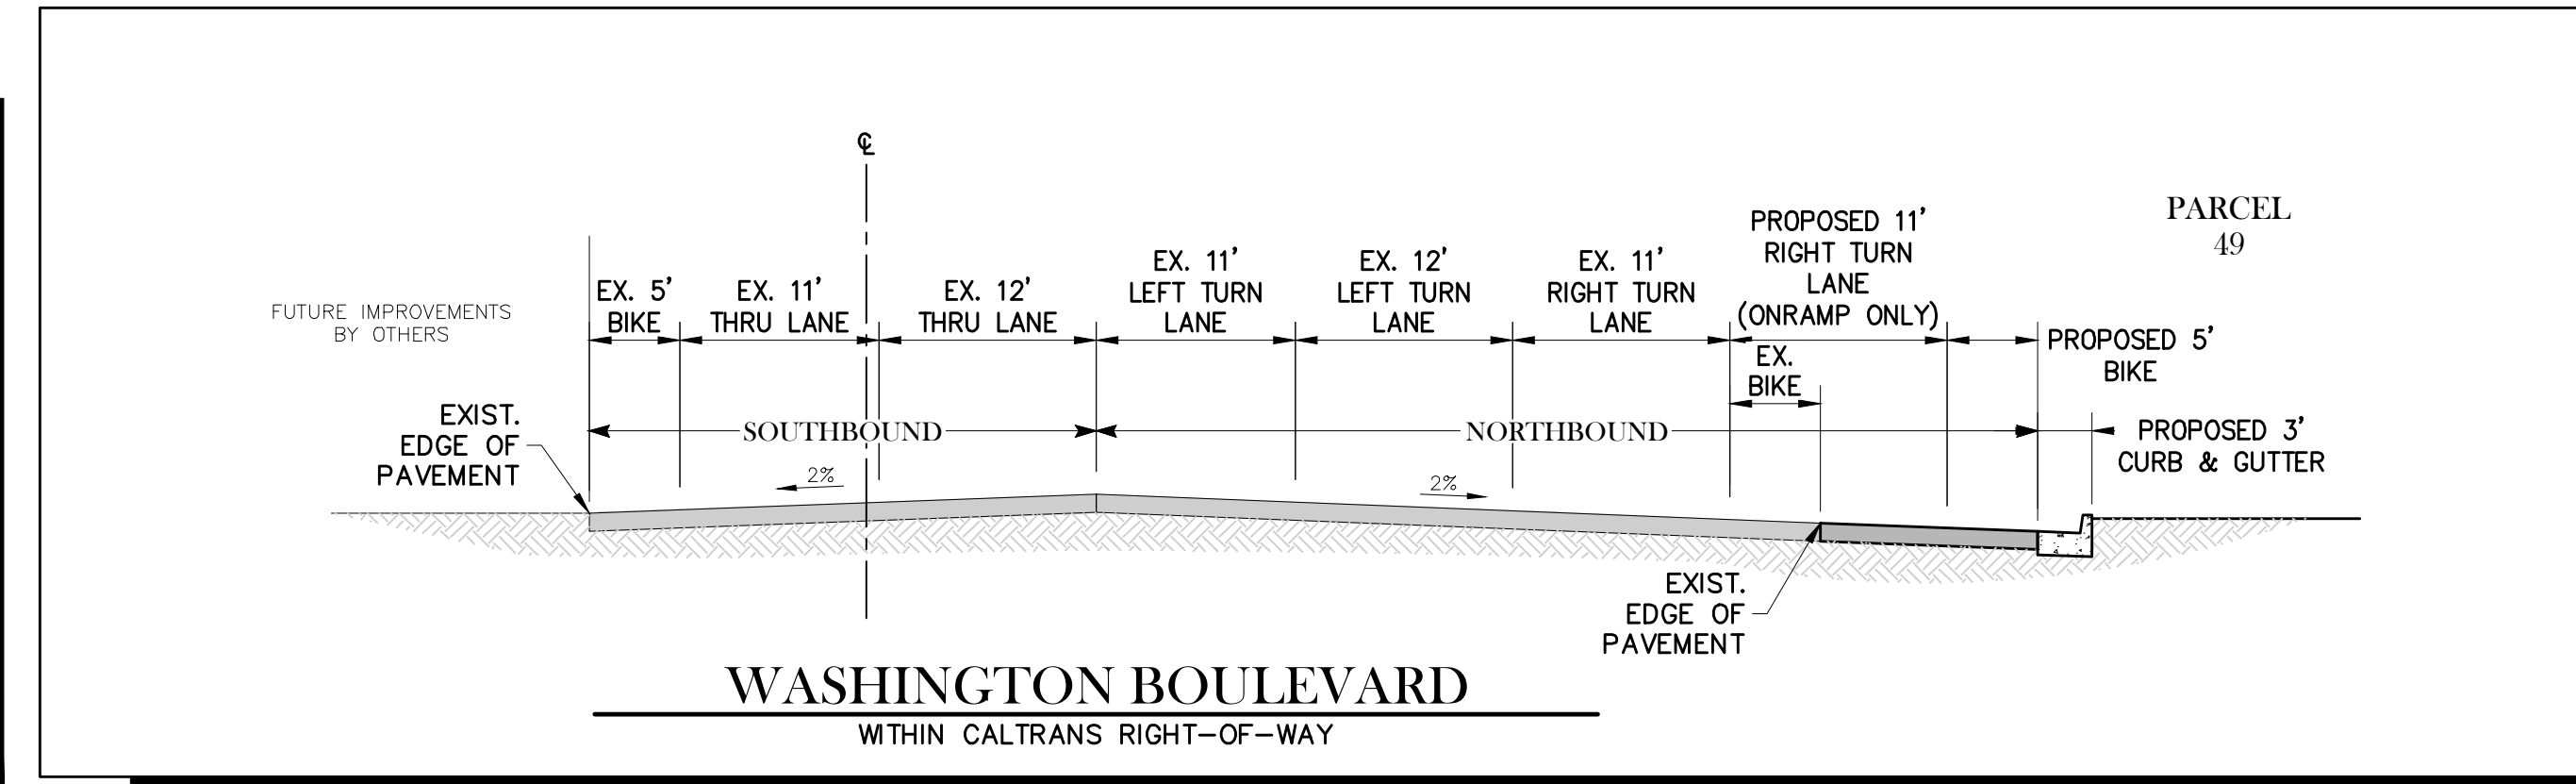 ℄
PARCEL
49
FUTURE IMPROVEMENTS
BY OTHERS
EX. 5'
BIKE
EX. 11'
THRU LANE
EX. 12'
THRU LANE
EX. 11'
LEFT TURN
LANE
EX. 12'
LEFT TURN
LANE
EX. 11'
RIGHT TURN
LANE
PROPOSED 11'
RIGHT TURN
LANE
(ONRAMP ONLY)
EX.
BIKE
PROPOSED 5'
BIKE
EXIST.
EDGE OF
PAVEMENT
SOUTHBOUND
NORTHBOUND
PROPOSED 3'
CURB & GUTTER
2%
2%
EXIST.
EDGE OF
PAVEMENT
WASHINGTON BOULEVARD
WITHIN CALTRANS RIGHT-OF-WAY